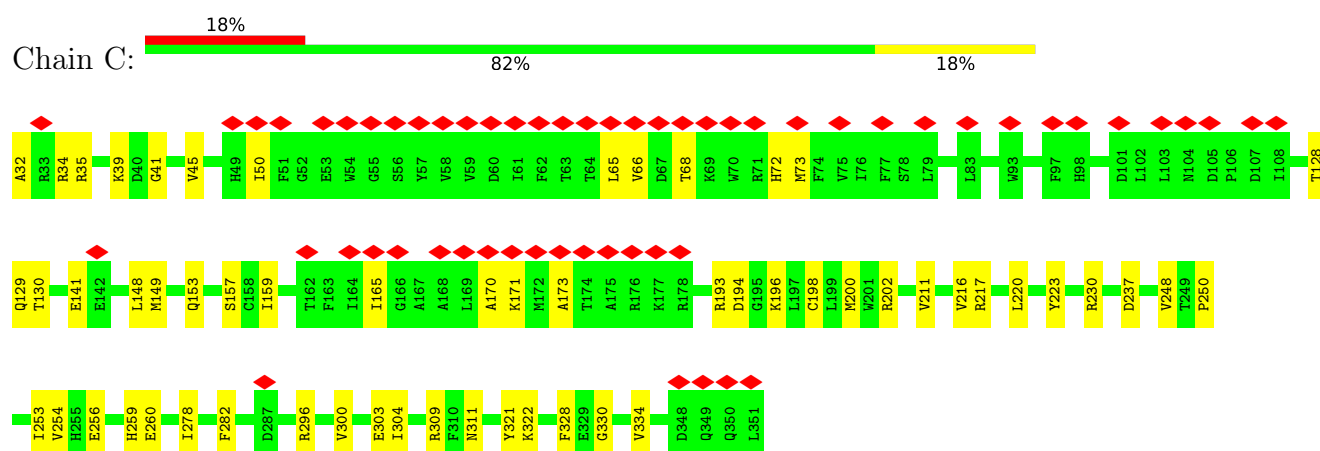 18%
Chain C:
82% 18%
A32 R33 R34 R35 K39 D40 G41 V45 H49 I50 F51 G52 E53 W54 G55 S56 Y57 V58 V59 D60 I61 F62 T63 T64 L65 V66 D67 T68 K69 W70 R71 H72 M73 F74 V75 I76 F77 S78 L79 L83 W93 F97 H98 D101 L102 L103 N104 D105 P106 D107 I108 T128
Q129 T130 E141 E142 L148 M149 Q153 S157 C158 I159 T162 F163 I164 I165 G166 A167 A168 L169 A170 K171 M172 A173 T174 A175 R176 K177 R178 R193 D194 G195 K196 L197 C198 L199 M200 W201 R202 V211 V216 R217 L220 Y223 R230 D237 V248 T249 P250
I253 V254 H255 E256 H259 E260 I278 F282 D287 R296 V300 E303 I304 R309 F310 N311 Y321 K322 F328 E329 G330 V334 D348 Q349 Q350 L351